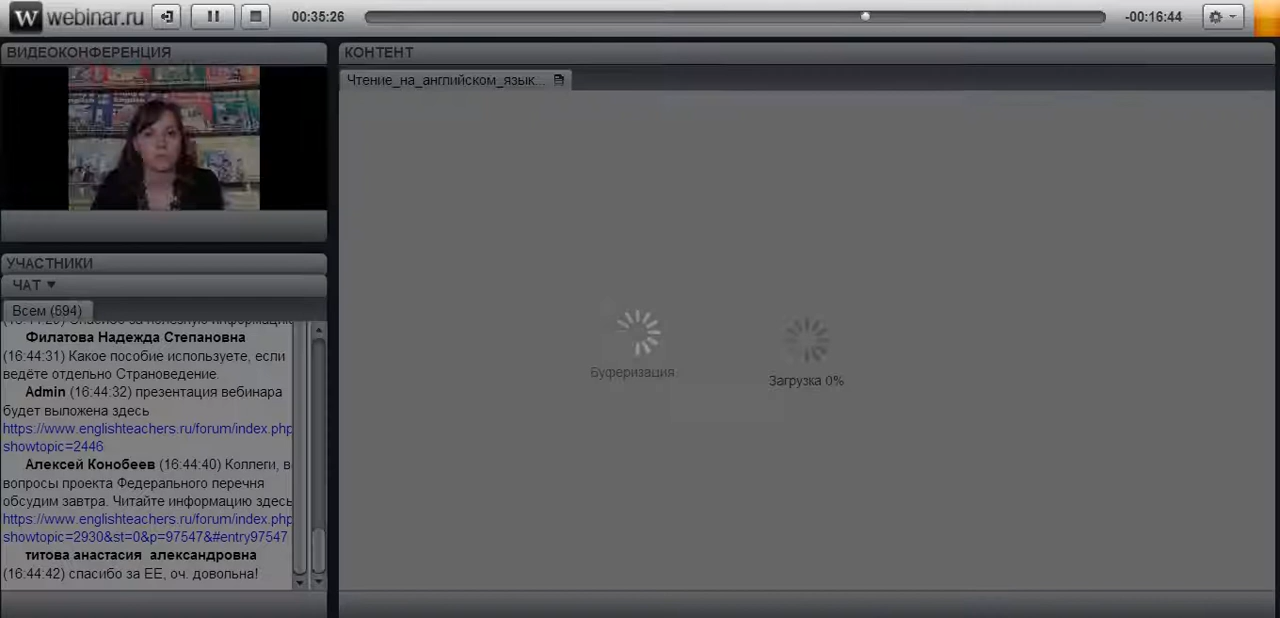 webinar.ru
00:35:26
-00:16:44
ВИДЕОКОНФЕРЕНЦИЯ
КОНТЕНТ
Чтение_на_английском_язык...
УЧАСТНИКИ
ЧАТ
Всем (594)
Филатова Надежда Степановна
(16:44:31) Какое пособие используете, если
ведёте отдельно Страноведение.
Admin (16:44:32) презентация вебинара
будет выложена здесь
https://www.englishteachers.ru/forum/index.php
showtopic=2446
Алексей Конобеев (16:44:40) Коллеги, в
вопросы проекта Федерального перечня
обсудим завтра. Читайте информацию здесь
https://www.englishteachers.ru/forum/index.php
showtopic=2930&st=0&p=97547&#entry97547
титова анастасия александровна
(16:44:42) спасибо за ЕЕ, оч. довольна!
Буферизация
Загрузка 0%